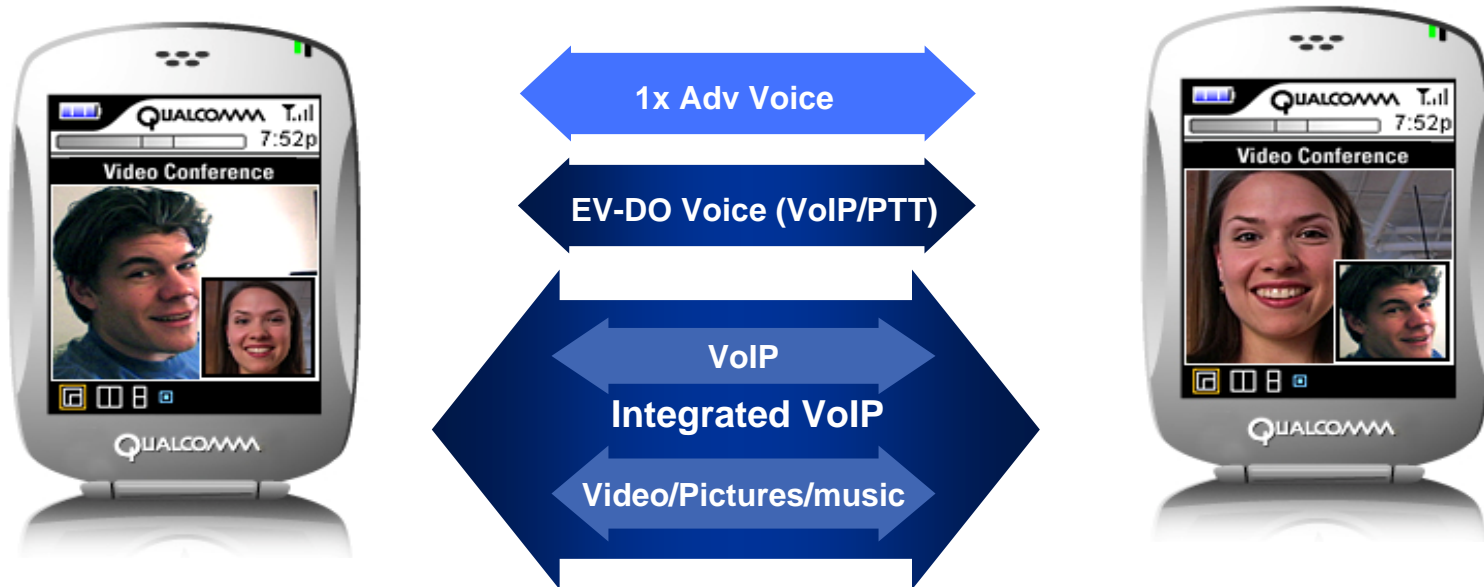 QUALCOMM
7:52p
Video Conference
QUALCOMM
1x Adv Voice
EV-DO Voice (VoIP/PTT)
VoIP
Integrated VoIP
Video/Pictures/music
QUALCOMM
7:52p
Video Conference
QUALCOMM